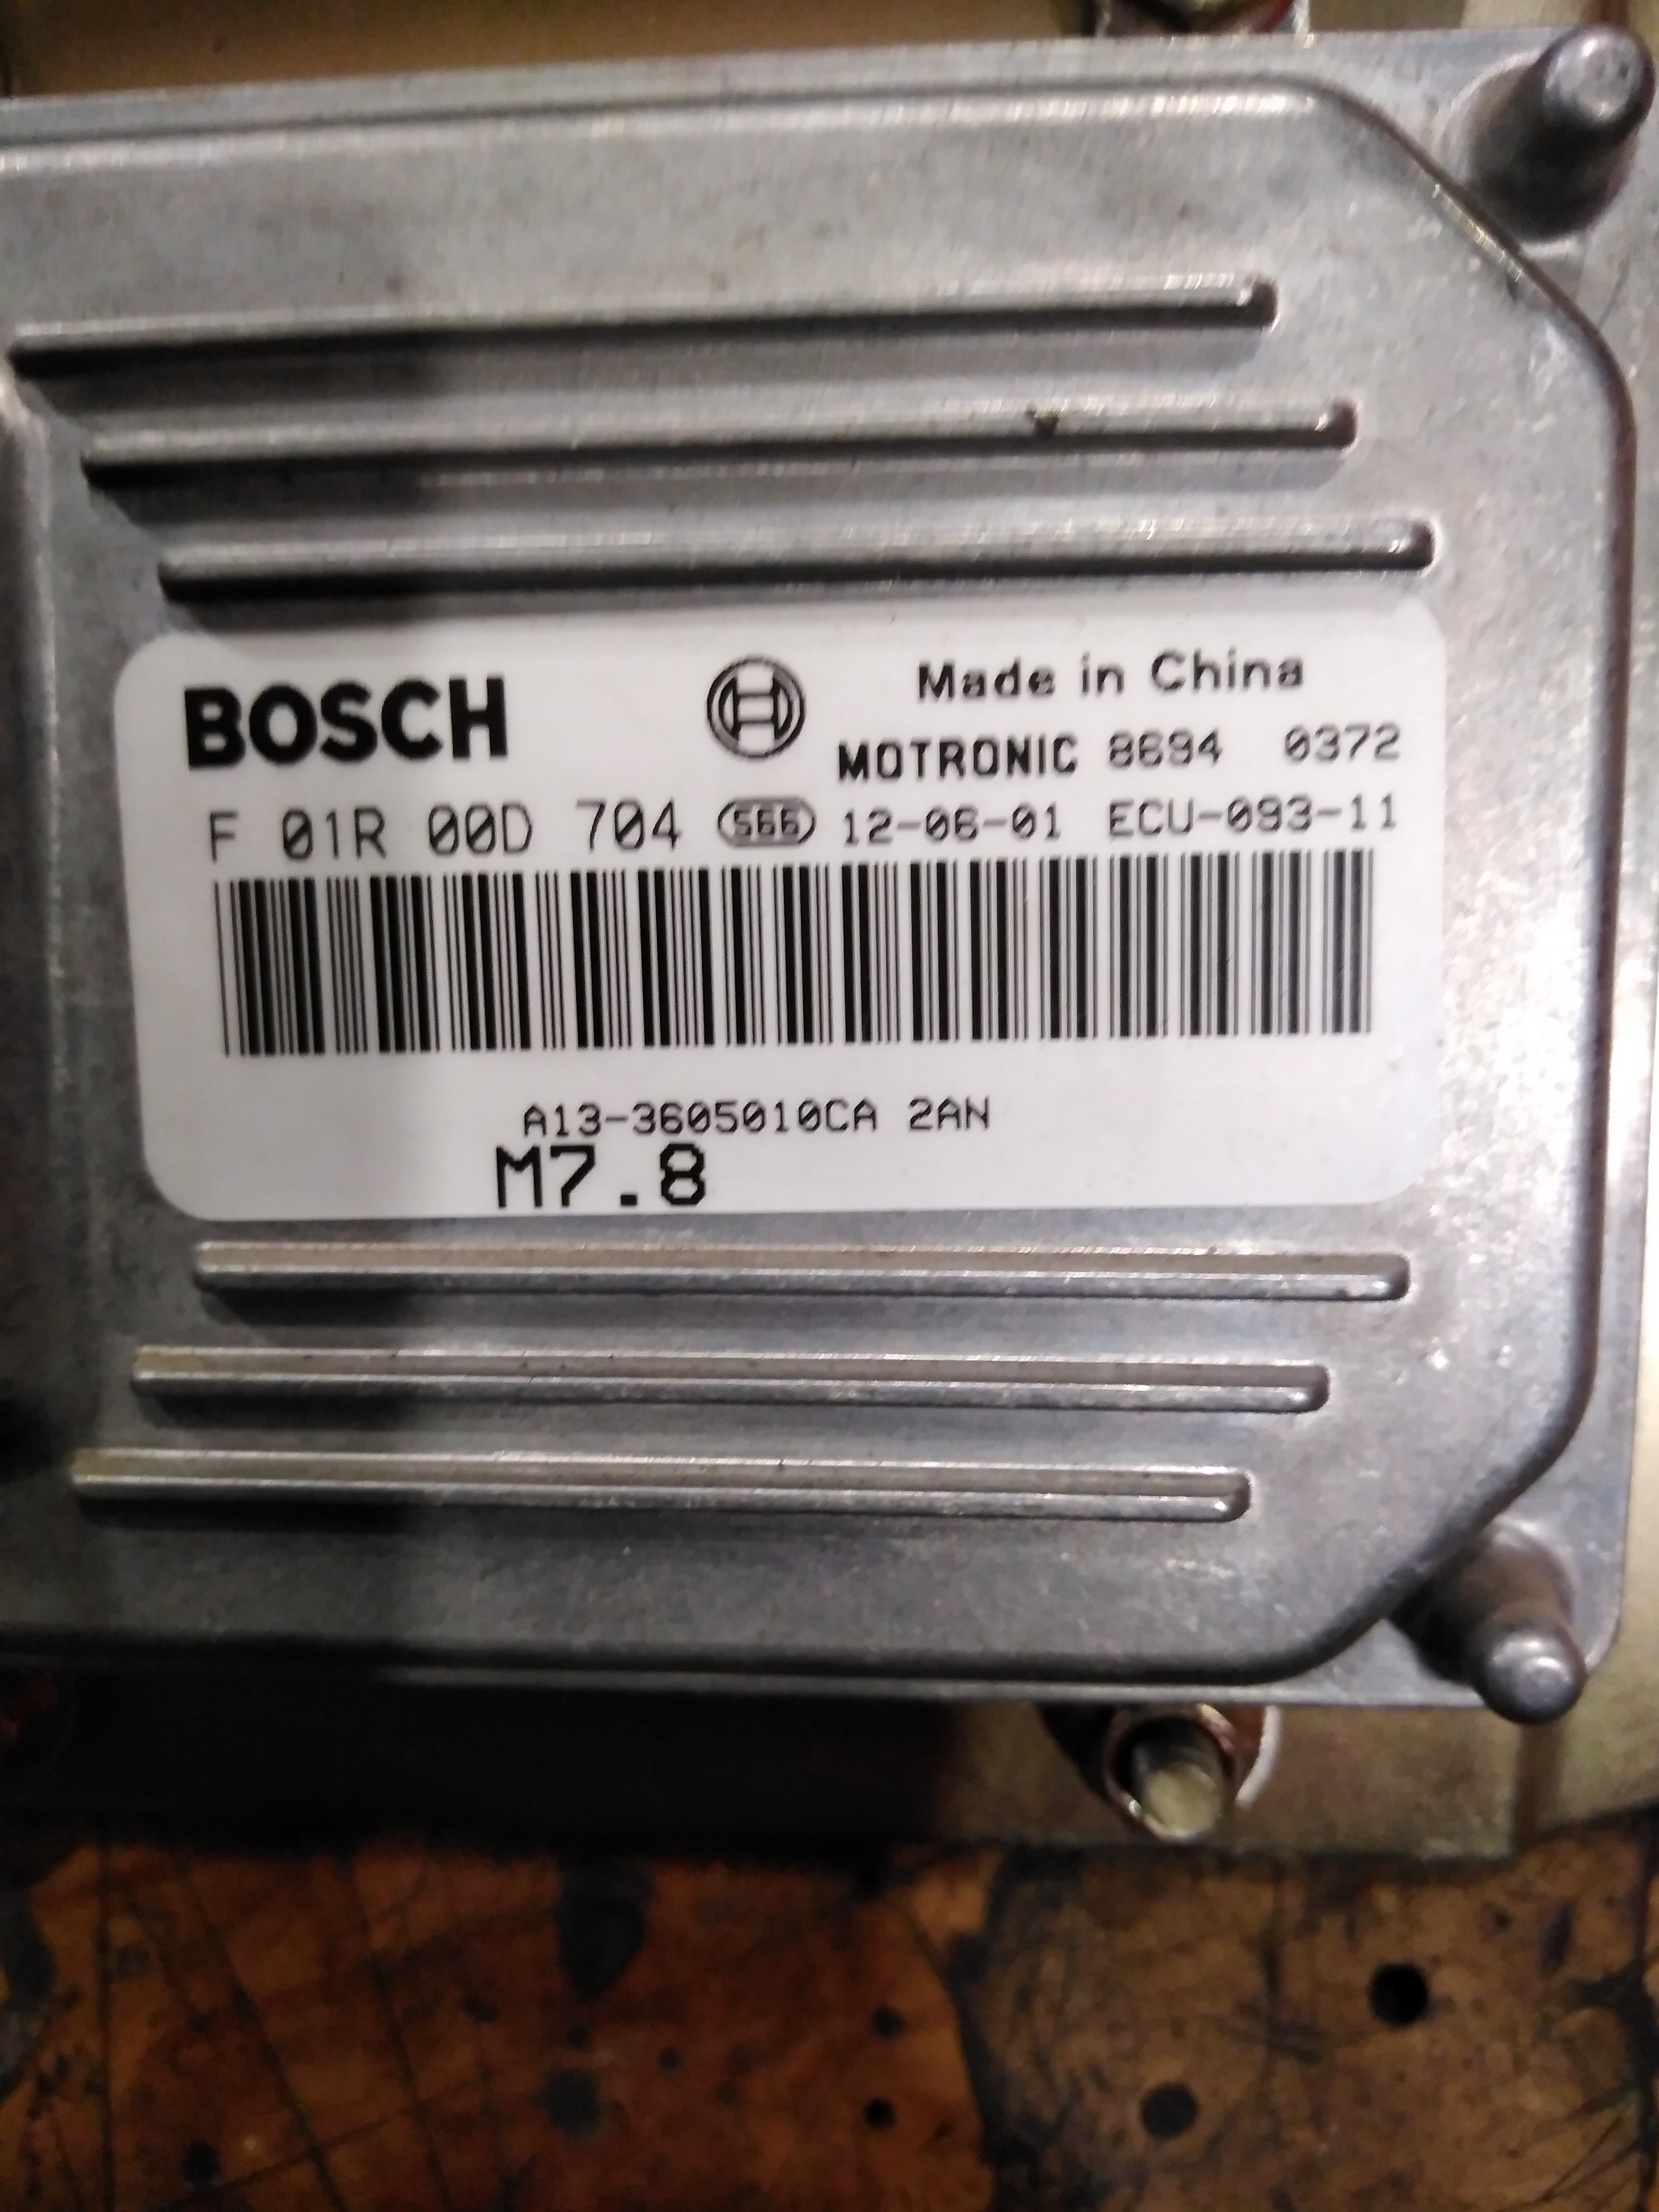 BOSCH
Made in China
MOTRONIC 8694 0372
F 01R 00D 704 S66 12-06-01 ECU-093-11
A13-3605010CA 2AN
M7.8